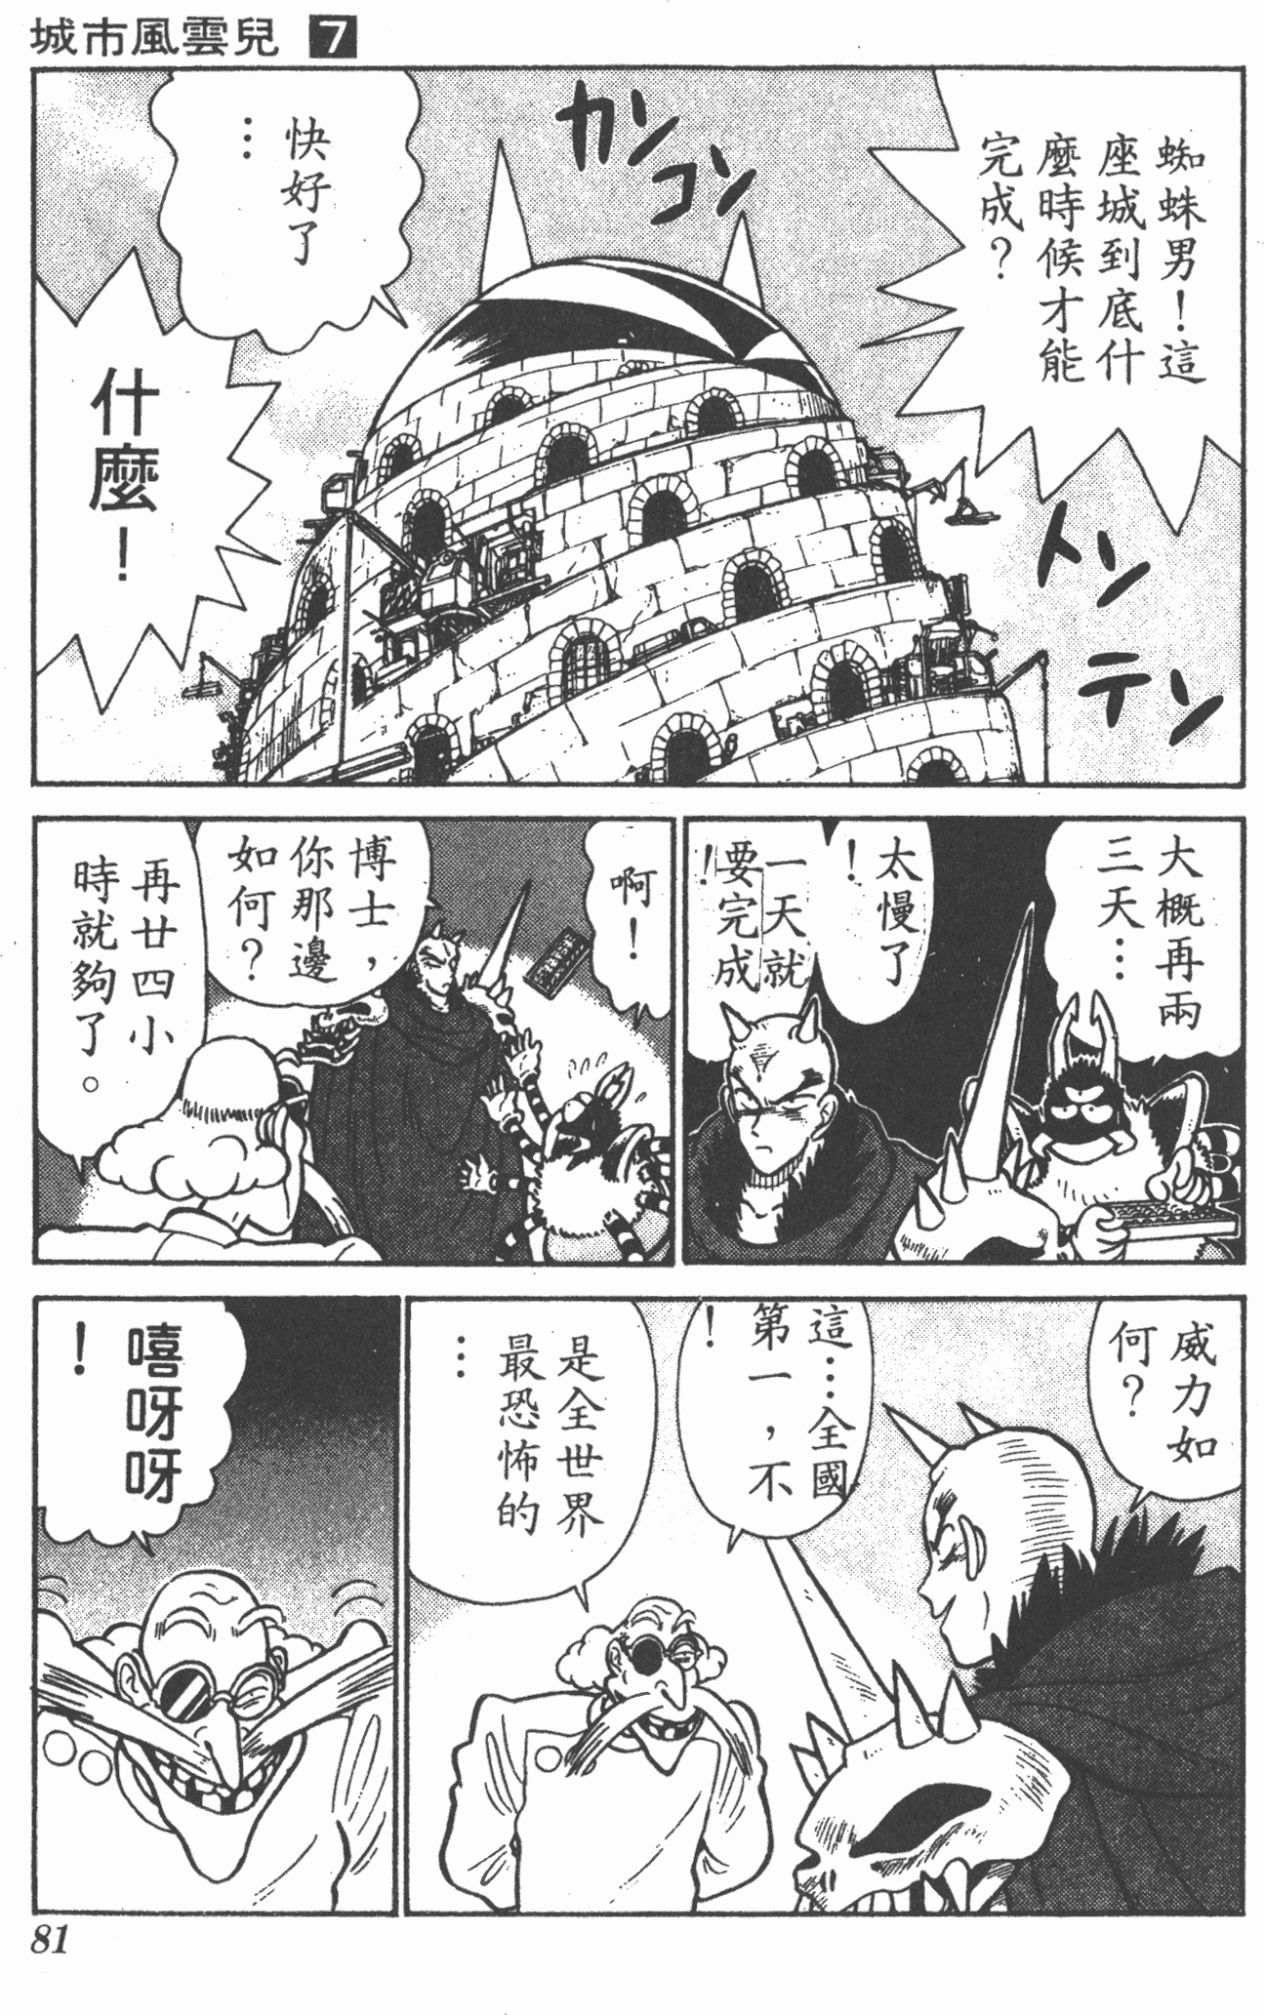 城市風雲兒 7
蜘蛛男！這
座城到底什
麼時候才能
完成？
カンコン
快好了
…
什麼！
トンテン
大概再兩
三天…
太慢了
！
一天就
要完成
！
啊！
博士，
你那邊
如何？
再廿四小
時就夠了。
威力如
何？
這…全國
第一，不
！
是全世界
最恐怖的
…
嘻呀呀
！
81